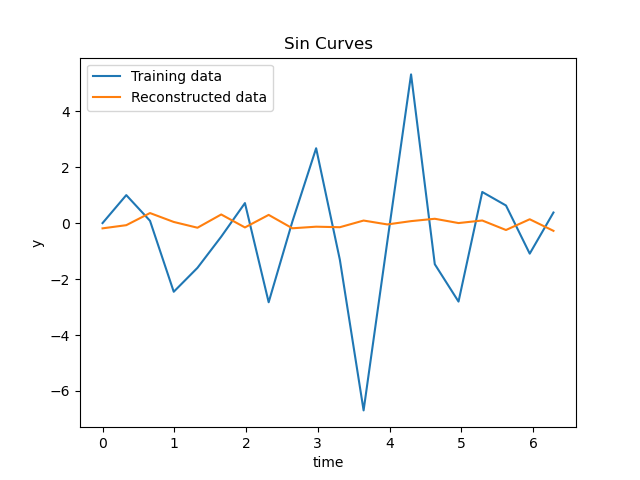 Sin Curves
Training data
Reconstructed data
4
2
0
−2
−4
−6
y
0 1 2 3 4 5 6
time